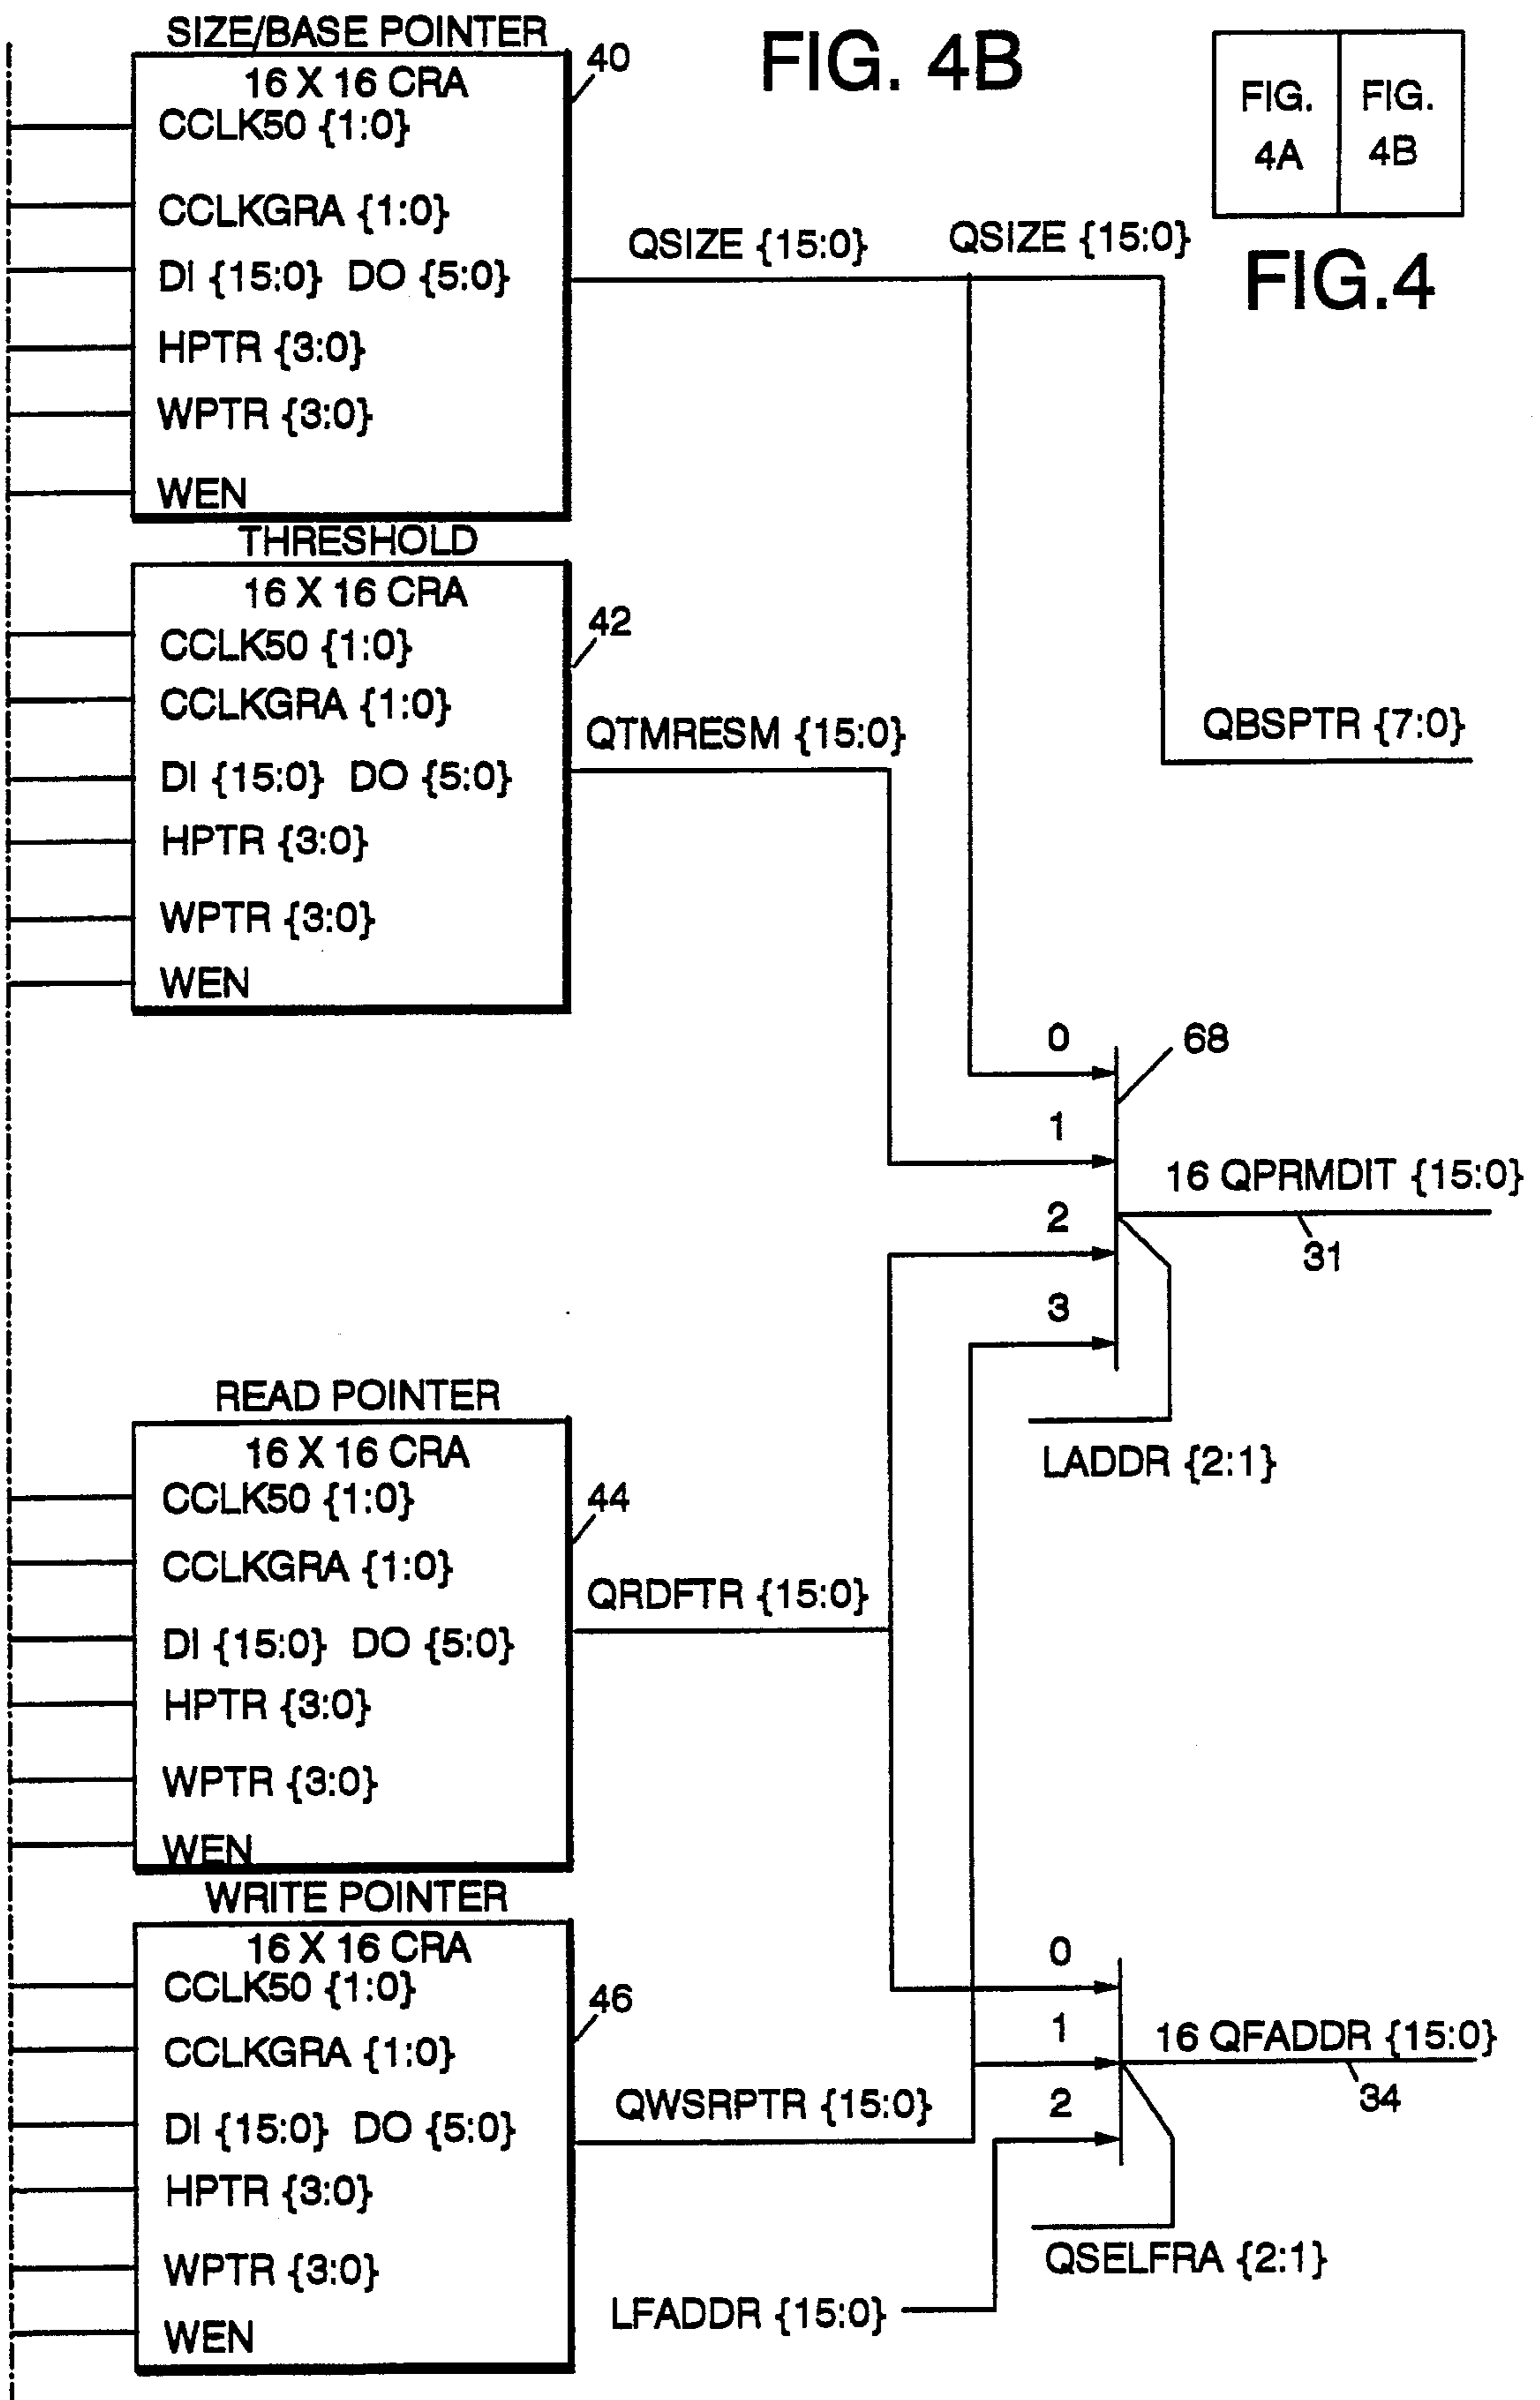 SIZE/BASE POINTER
16 X 16 CRA
40
CCLK50 {1:0}
CCLKGRA {1:0}
DI {15:0} DO {5:0}
HPTR {3:0}
WPTR {3:0}
WEN
FIG. 4B
FIG. 4A
FIG. 4B
FIG.4
QSIZE {15:0}
QSIZE {15:0}
QBSPTR {7:0}
THRESHOLD
16 X 16 CRA
42
CCLK50 {1:0}
CCLKGRA {1:0}
DI {15:0} DO {5:0}
HPTR {3:0}
WPTR {3:0}
WEN
QTMRESM {15:0}
0
68
1
16 QPRMDIT {15:0}
2
31
3
LADDR {2:1}
READ POINTER
16 X 16 CRA
44
CCLK50 {1:0}
CCLKGRA {1:0}
DI {15:0} DO {5:0}
HPTR {3:0}
WPTR {3:0}
WEN
QRDFTR {15:0}
WRITE POINTER
16 X 16 CRA
46
CCLK50 {1:0}
CCLKGRA {1:0}
DI {15:0} DO {5:0}
HPTR {3:0}
WPTR {3:0}
WEN
QWSRPTR {15:0}
0
1
16 QFADDR {15:0}
2
34
QSELFRA {2:1}
LFADDR {15:0}